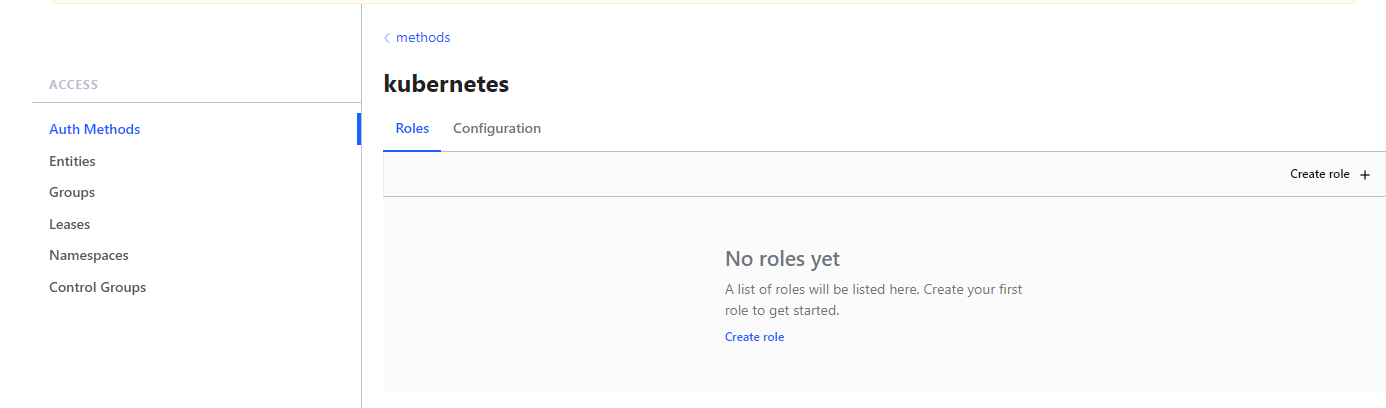 methods
kubernetes
ACCESS
Auth Methods
Entities
Groups
Leases
Namespaces
Control Groups
Roles
Configuration
Create role
No roles yet
A list of roles will be listed here. Create your first
role to get started.
Create role